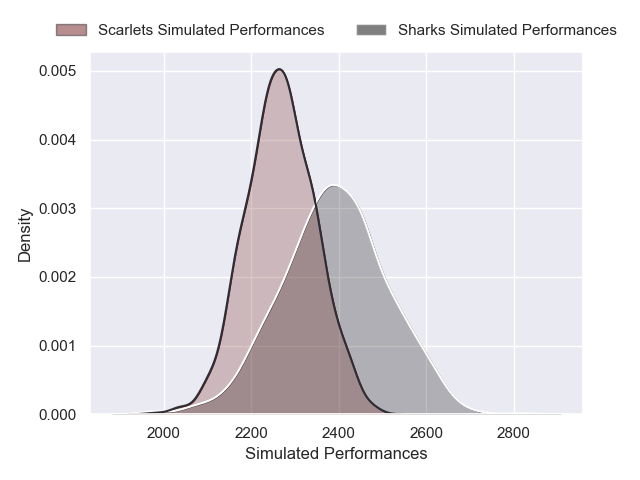 Scarlets Simulated Performances Sharks Simulated Performances
0.005
0.004
0.003
0.002
0.001
0.000
Density
2000 2200 2400 2600 2800
Simulated Performances